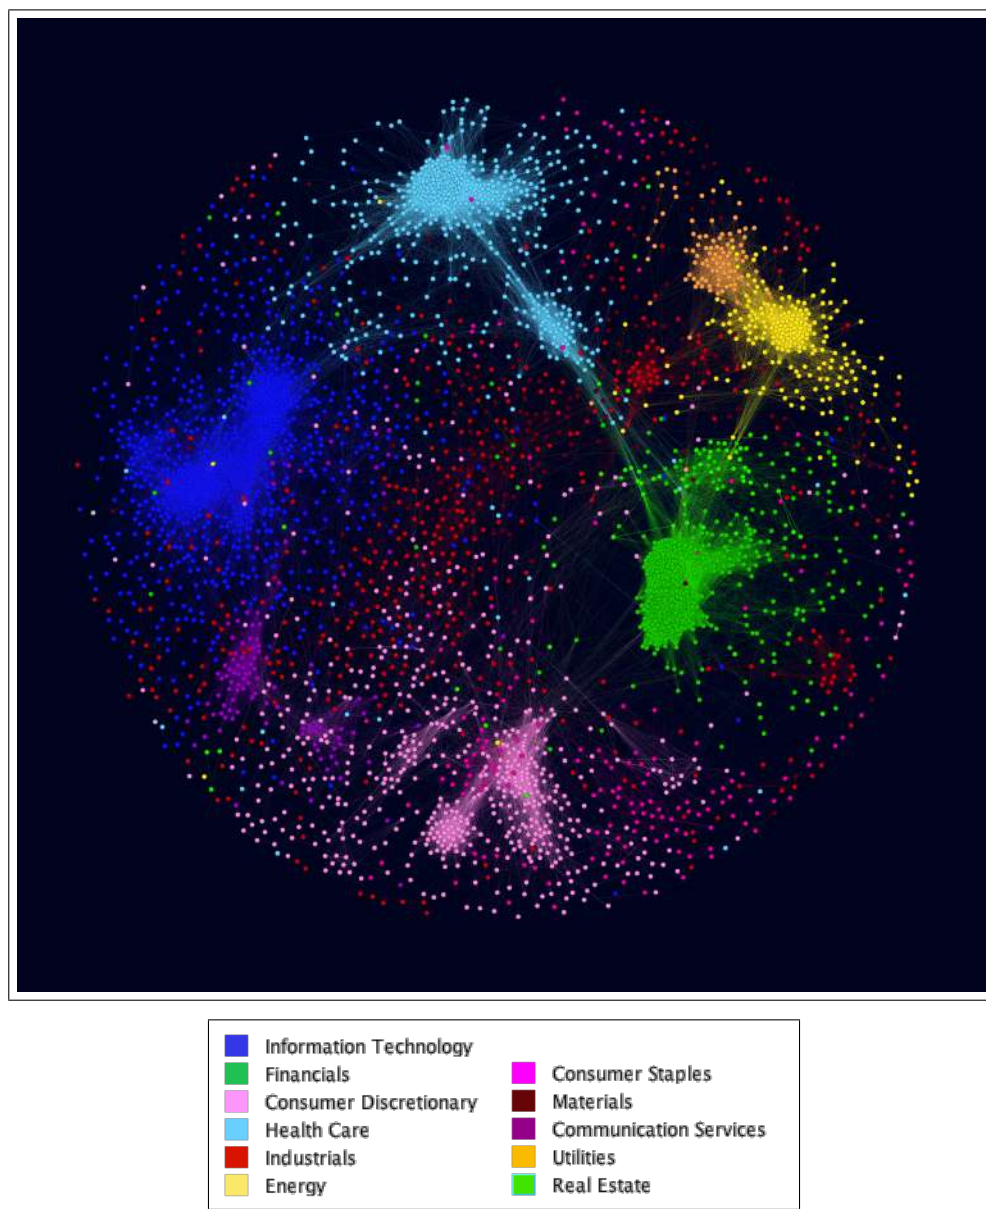 Information Technology
Financials
Consumer Discretionary
Health Care
Industrials
Energy
Consumer Staples
Materials
Communication Services
Utilities
Real Estate